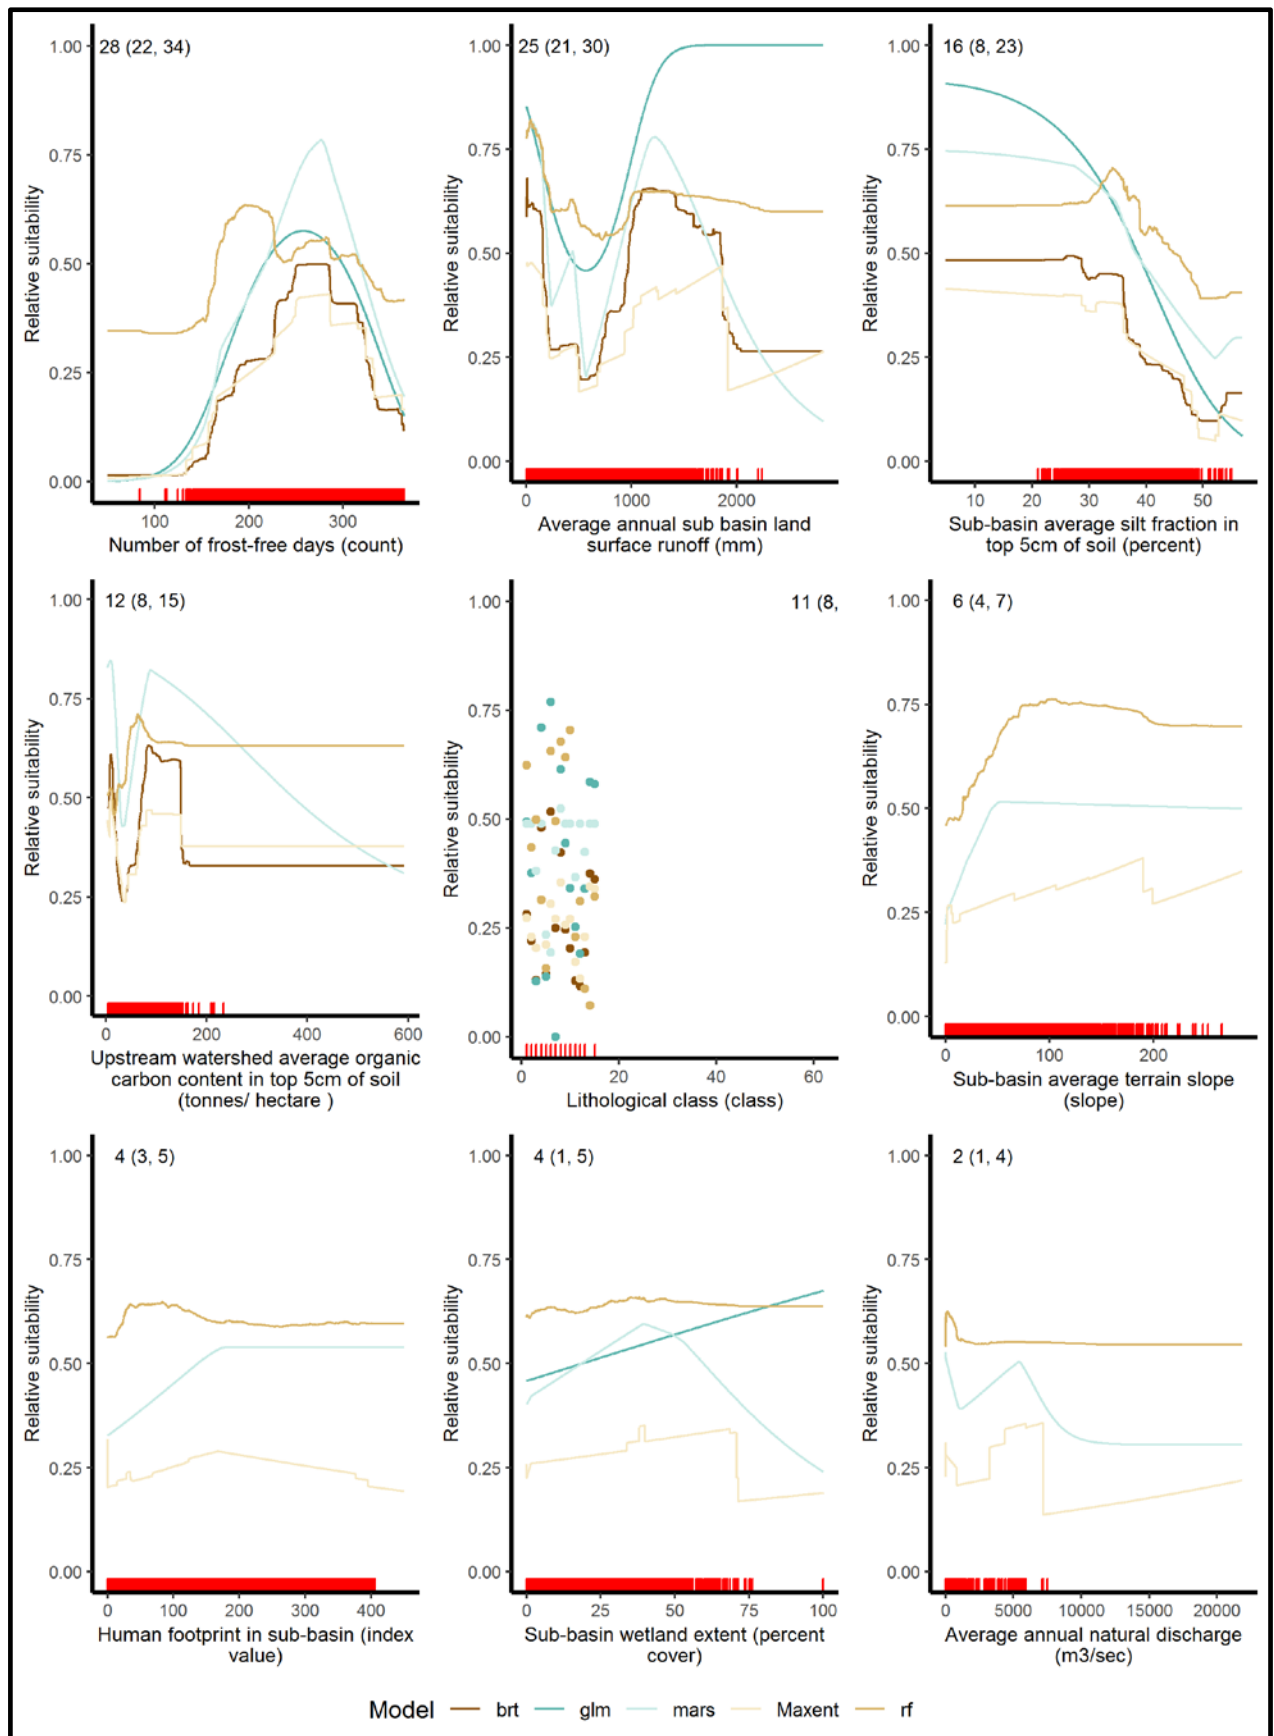 28 (22, 34)
1.00
0.75
0.50
0.25
0.00
Relative suitability
100 200 300
Number of frost-free days (count)
25 (21, 30)
1.00
0.75
0.50
0.25
0.00
Relative suitability
0 1000 2000
Average annual sub basin land
surface runoff (mm)
16 (8, 23)
1.00
0.75
0.50
0.25
0.00
Relative suitability
10 20 30 40 50
Sub-basin average silt fraction in
top 5cm of soil (percent)
12 (8, 15)
1.00
0.75
0.50
0.25
0.00
Relative suitability
0 200 400 600
Upstream watershed average organic
carbon content in top 5cm of soil
(tonnes/ hectare )
11 (8,
1.00
0.75
0.50
0.25
0.00
Relative suitability
0 20 40 60
Lithological class (class)
6 (4, 7)
1.00
0.75
0.50
0.25
0.00
Relative suitability
0 100 200
Sub-basin average terrain slope
(slope)
4 (3, 5)
1.00
0.75
0.50
0.25
0.00
Relative suitability
0 100 200 300 400
Human footprint in sub-basin (index
value)
4 (1, 5)
1.00
0.75
0.50
0.25
0.00
Relative suitability
0 25 50 75 100
Sub-basin wetland extent (percent
cover)
2 (1, 4)
1.00
0.75
0.50
0.25
0.00
Relative suitability
0 5000 10000 15000 20000
Average annual natural discharge
(m3/sec)
Model brt glm mars Maxent rf